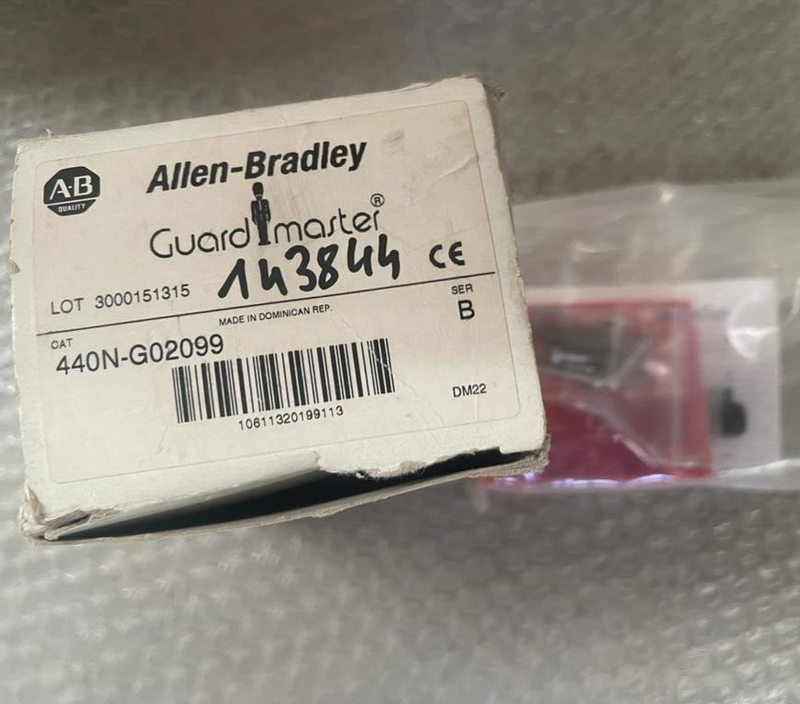 A·B
QUALITY
Allen-Bradley
Guardmaster®
143844 CE
LOT 3000151315
MADE IN DOMINICAN REP.
SER
B
CAT
440N-G02099
10611320199113
DM22